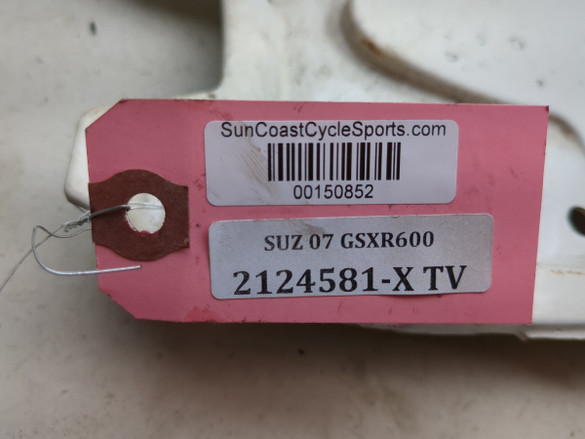 SunCoastCycleSports.com
00150852
SUZ 07 GSXR600
2124581-X TV